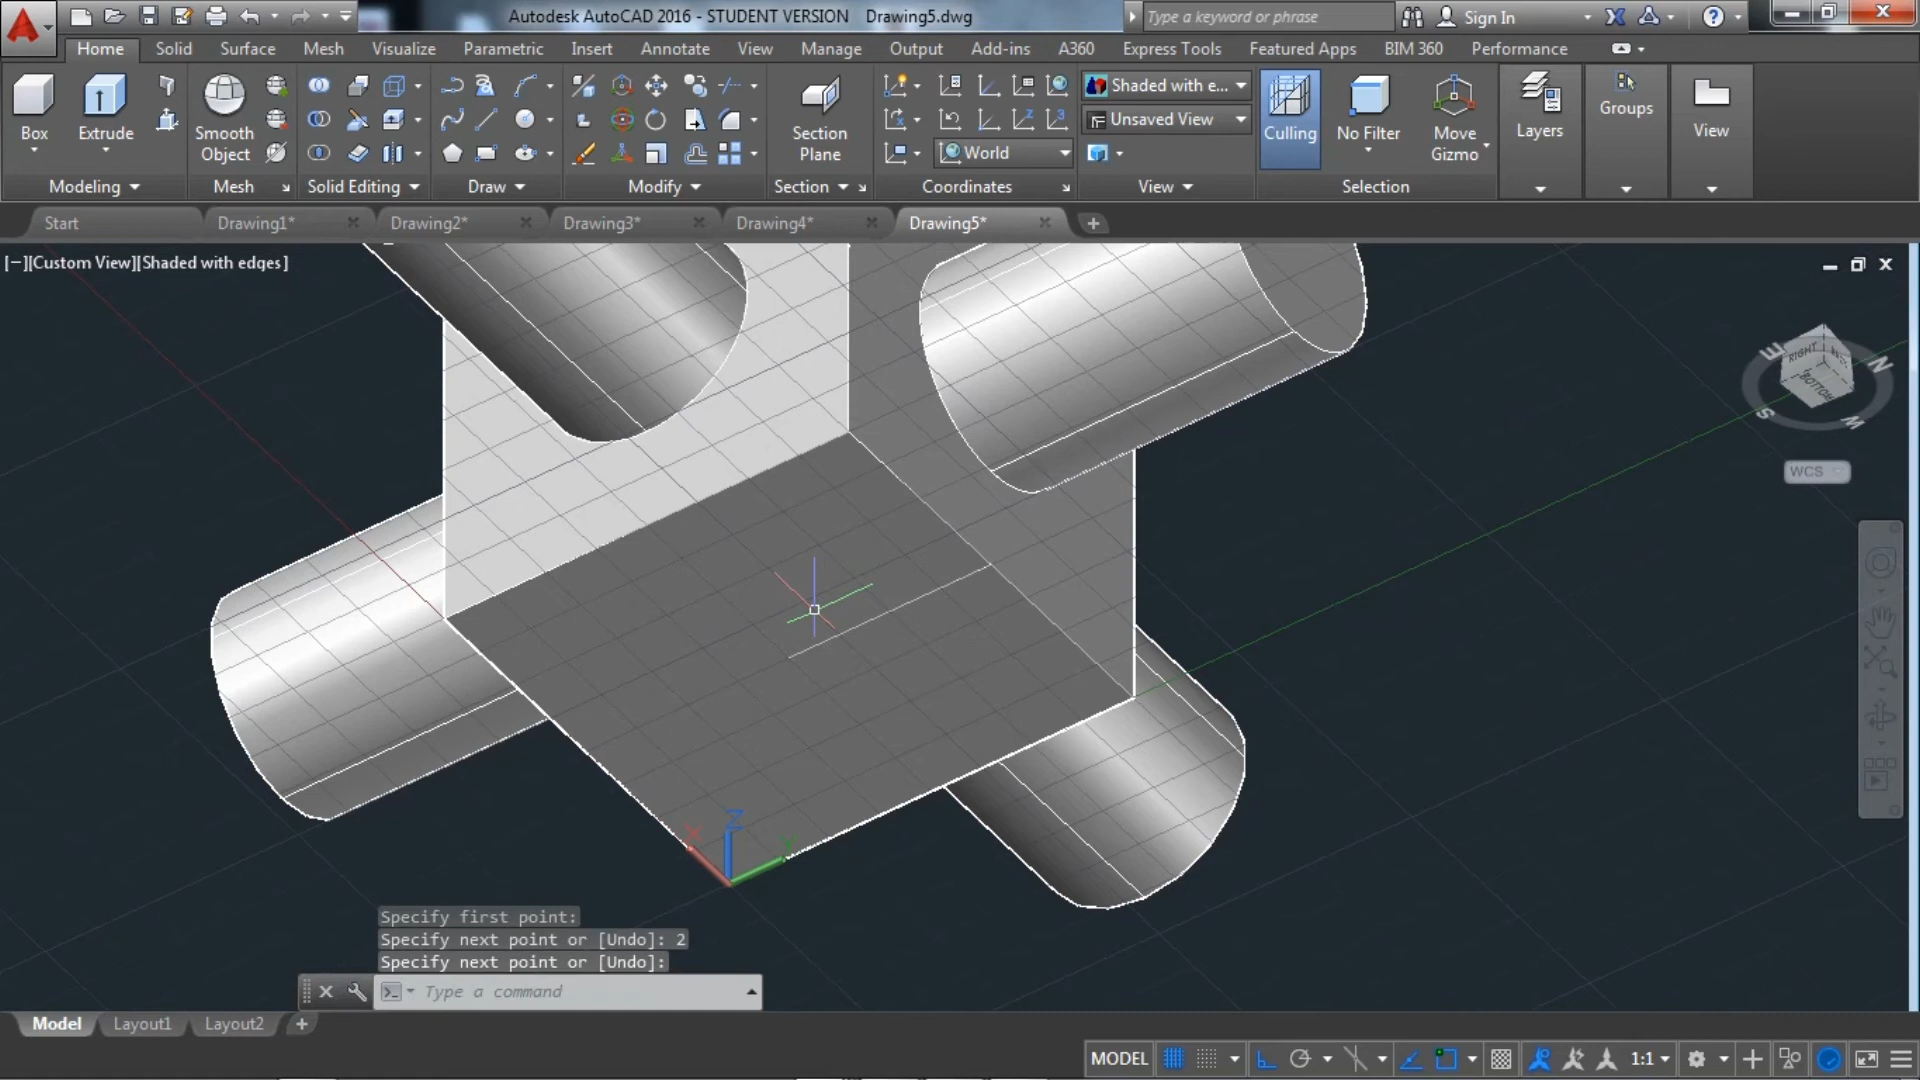 Autodesk AutoCAD 2016 - STUDENT VERSION Drawing5.dwg
Type a keyword or phrase
Sign In
Home Solid Surface Mesh Visualize Parametric Insert Annotate View Manage Output Add-ins A360 Express Tools Featured Apps BIM 360 Performance
Box
Extrude
Smooth
Object
Section
Plane
World
Shaded with e...
Unsaved View
Culling
No Filter
Move
Gizmo
Layers
Groups
View
Modeling Mesh Solid Editing Draw Modify Section Coordinates View Selection
Start Drawing1* Drawing2* Drawing3* Drawing4* Drawing5*
[−][Custom View][Shaded with edges]
E
N
RIGHT
BOTTOM
S
W
WCS
X
Z
Y
Specify first point:
Specify next point or [Undo]: 2
Specify next point or [Undo]:
Type a command
Model Layout1 Layout2
MODEL
1:1